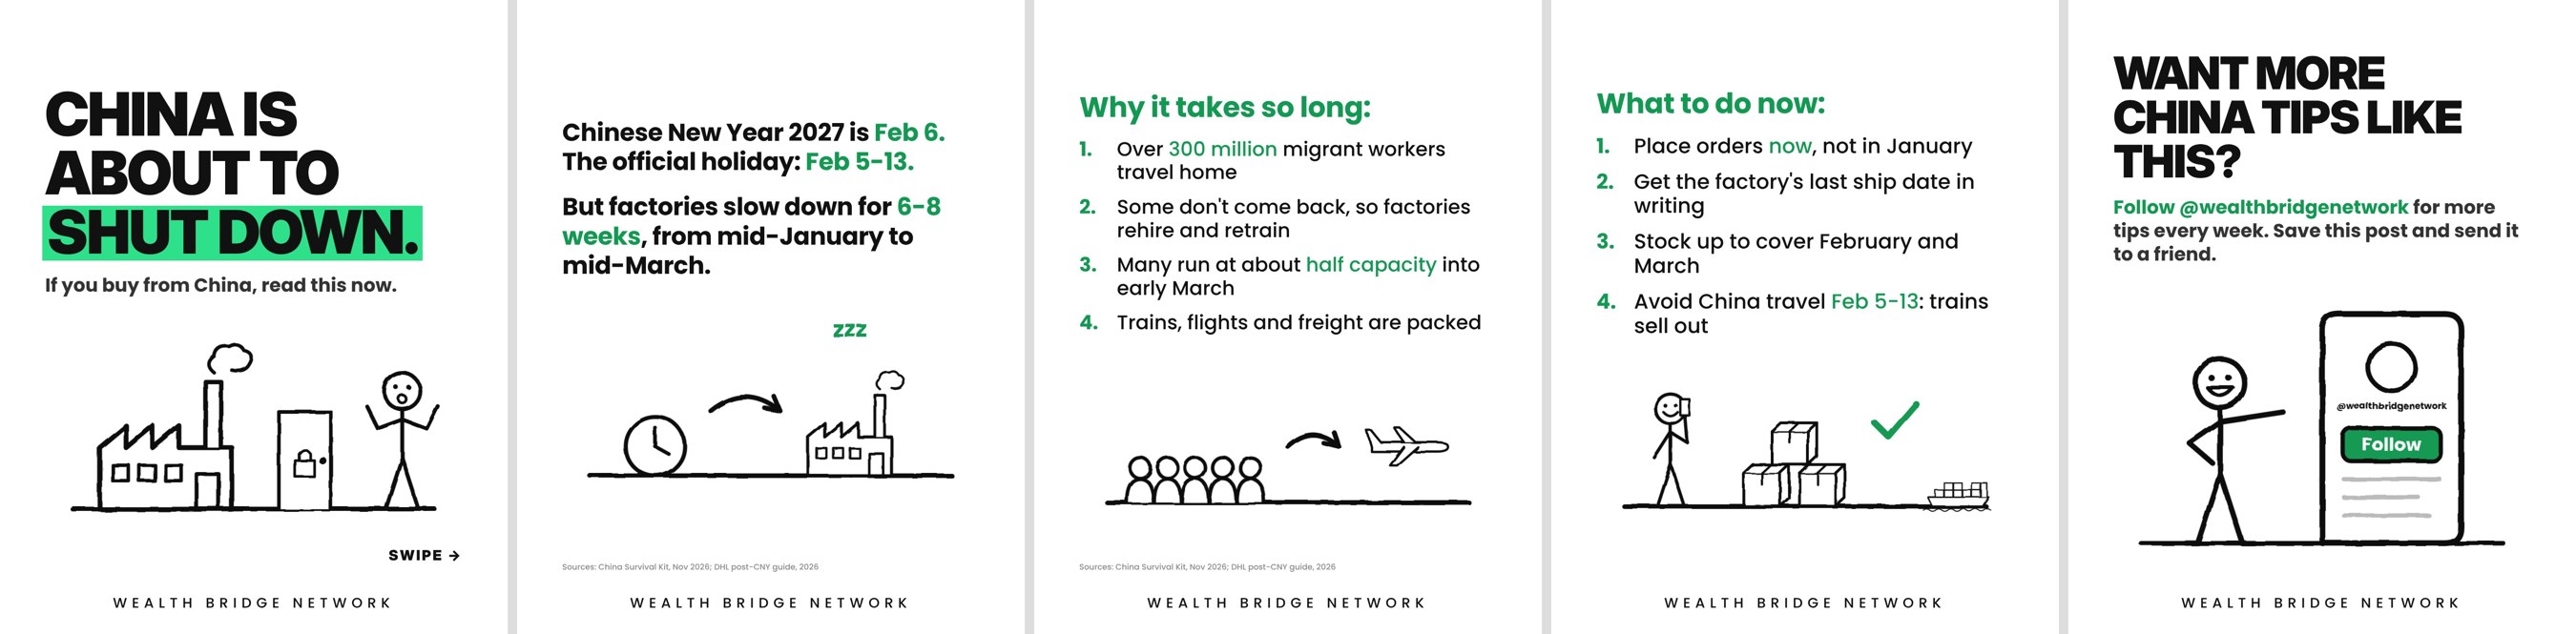 CHINA IS
ABOUT TO
SHUT DOWN.
If you buy from China, read this now.
SWIPE →
WEALTH BRIDGE NETWORK
Chinese New Year 2027 is Feb 6.
The official holiday: Feb 5-13.
But factories slow down for 6-8
weeks, from mid-January to
mid-March.
zzz
Sources: China Survival Kit, Nov 2026; DHL post-CNY guide, 2026
WEALTH BRIDGE NETWORK
Why it takes so long:
1. Over 300 million migrant workers
travel home
2. Some don't come back, so factories
rehire and retrain
3. Many run at about half capacity into
early March
4. Trains, flights and freight are packed
Sources: China Survival Kit, Nov 2026; DHL post-CNY guide, 2026
WEALTH BRIDGE NETWORK
What to do now:
1. Place orders now, not in January
2. Get the factory's last ship date in
writing
3. Stock up to cover February and
March
4. Avoid China travel Feb 5-13: trains
sell out
WEALTH BRIDGE NETWORK
WANT MORE
CHINA TIPS LIKE
THIS?
Follow @wealthbridgenetwork for more
tips every week. Save this post and send it
to a friend.
@wealthbridgenetwork
Follow
WEALTH BRIDGE NETWORK